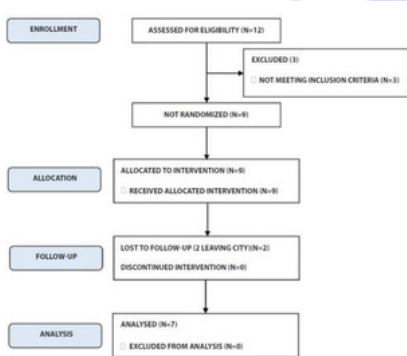 ENROLLMENT
ASSESSED FOR ELIGIBILITY (N=12)
EXCLUDED (3)
NOT MEETING INCLUSION CRITERIA (N=3)
NOT RANDOMIZED (N=9)
ALLOCATION
ALLOCATED TO INTERVENTION (N=9)
RECEIVED ALLOCATED INTERVENTION (N=9)
FOLLOW-UP
LOST TO FOLLOW-UP (2 LEAVING CITY)(N=2)
DISCONTINUED INTERVENTION (N=0)
ANALYSIS
ANALYSED (N=7)
EXCLUDED FROM ANALYSIS (N=0)